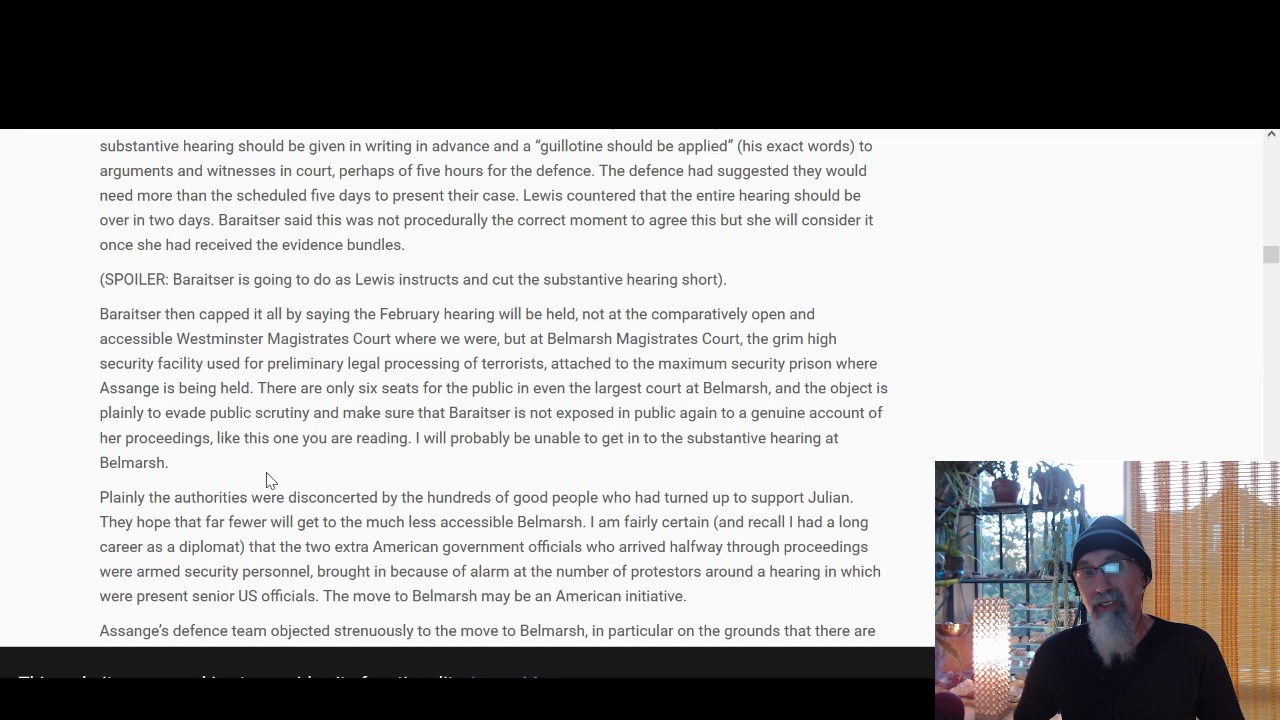 substantive hearing should be given in writing in advance and a “guillotine should be applied” (his exact words) to
arguments and witnesses in court, perhaps of five hours for the defence. The defence had suggested they would
need more than the scheduled five days to present their case. Lewis countered that the entire hearing should be
over in two days. Baraitser said this was not procedurally the correct moment to agree this but she will consider it
once she had received the evidence bundles.
(SPOILER: Baraitser is going to do as Lewis instructs and cut the substantive hearing short).
Baraitser then capped it all by saying the February hearing will be held, not at the comparatively open and
accessible Westminster Magistrates Court where we were, but at Belmarsh Magistrates Court, the grim high
security facility used for preliminary legal processing of terrorists, attached to the maximum security prison where
Assange is being held. There are only six seats for the public in even the largest court at Belmarsh, and the object is
plainly to evade public scrutiny and make sure that Baraitser is not exposed in public again to a genuine account of
her proceedings, like this one you are reading. I will probably be unable to get in to the substantive hearing at
Belmarsh.
Plainly the authorities were disconcerted by the hundreds of good people who had turned up to support Julian.
They hope that far fewer will get to the much less accessible Belmarsh. I am fairly certain (and recall I had a long
career as a diplomat) that the two extra American government officials who arrived halfway through proceedings
were armed security personnel, brought in because of alarm at the number of protestors around a hearing in which
were present senior US officials. The move to Belmarsh may be an American initiative.
Assange’s defence team objected strenuously to the move to Belmarsh, in particular on the grounds that there are